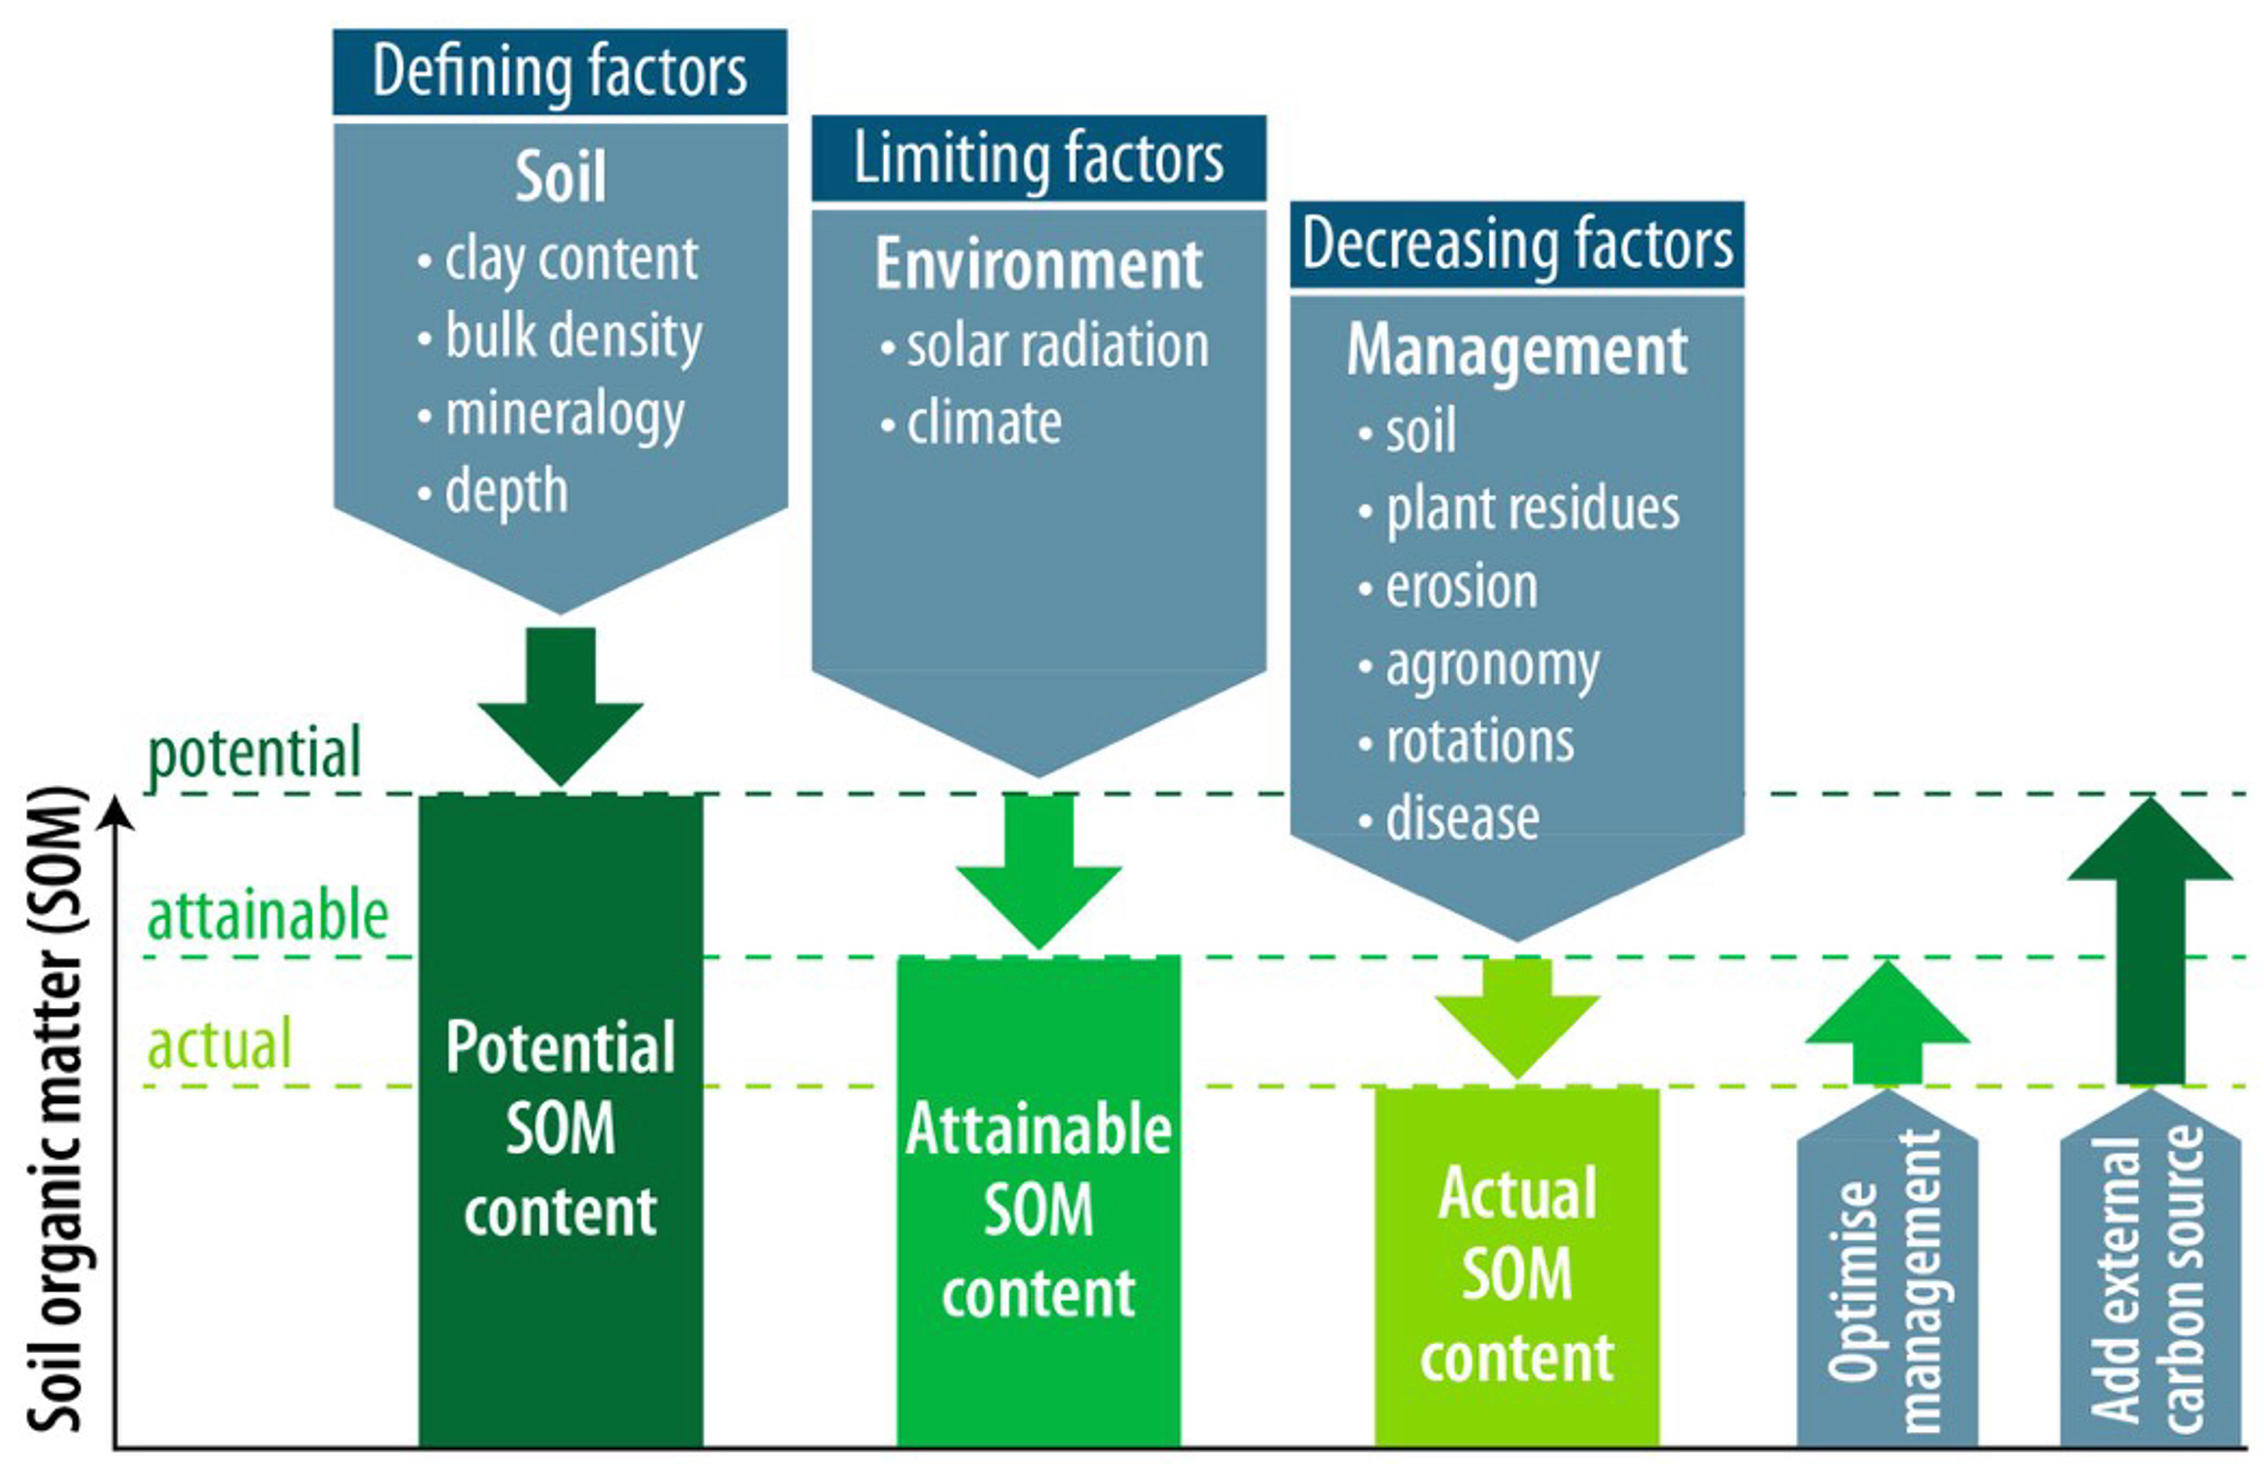 Defining factors
Soil
• clay content
• bulk density
• mineralogy
• depth
Limiting factors
Environment
• solar radiation
• climate
Decreasing factors
Management
• soil
• plant residues
• erosion
• agronomy
• rotations
• disease
Soil organic matter (SOM)
potential
attainable
actual
Potential
SOM
content
Attainable
SOM
content
Actual
SOM
content
Optimise
management
Add external
carbon source